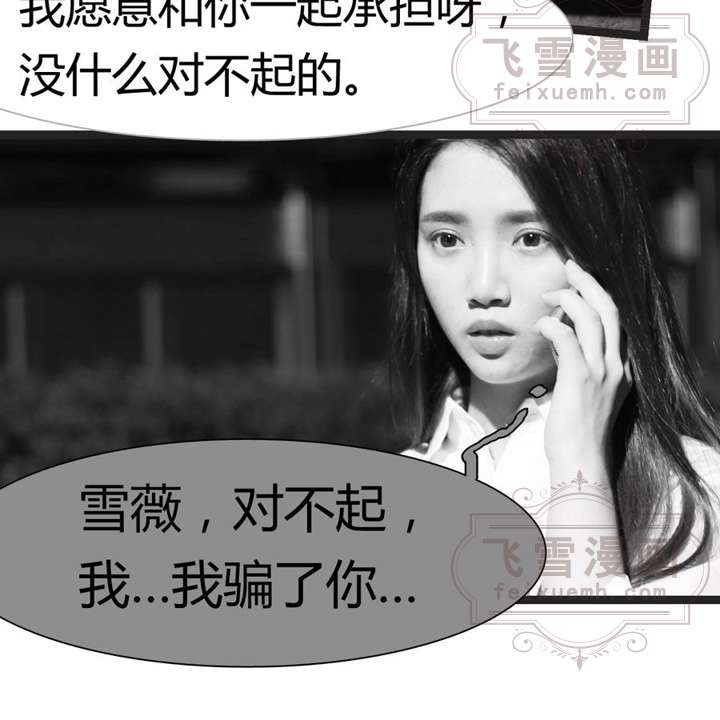 我愿意和你一起承担呀，
没什么对不起的。
飞雪漫画
feixuemh.com
雪薇，对不起，
我…我骗了你…
飞雪漫画
feixuemh.com